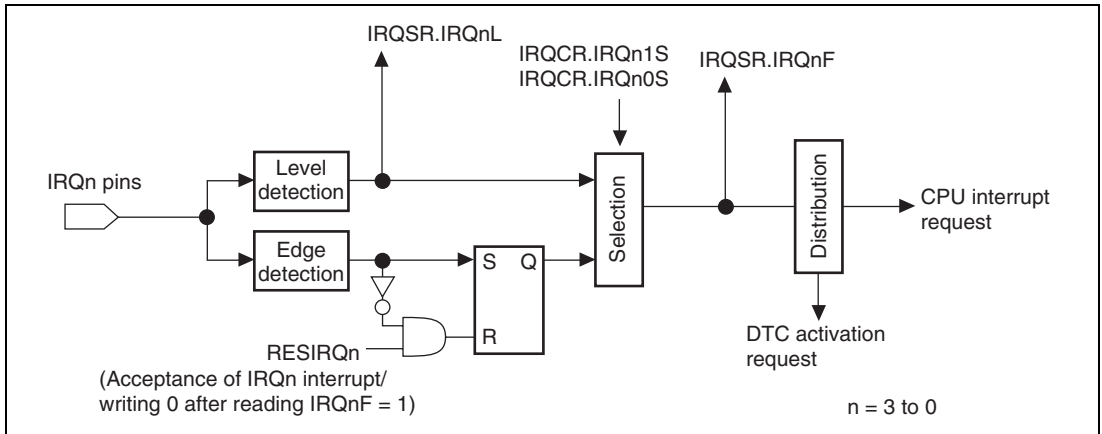 IRQSR.IRQnL
IRQCR.IRQn1S
IRQCR.IRQn0S
IRQSR.IRQnF
IRQn pins
Level
detection
Edge
detection
S Q
R
Selection
Distribution
CPU interrupt
request
DTC activation
request
RESIRQn
(Acceptance of IRQn interrupt/
writing 0 after reading IRQnF = 1)
n = 3 to 0